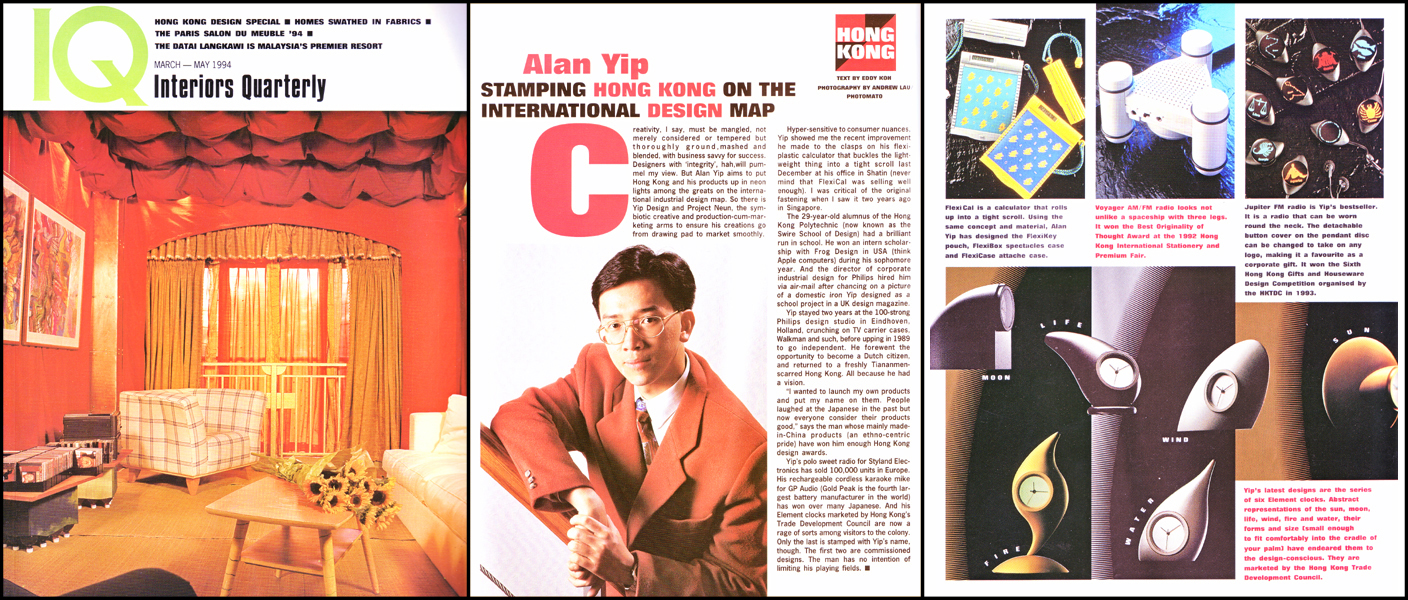 IQ
HONG KONG DESIGN SPECIAL ■ HOMES SWATHED IN FABRICS ■
THE PARIS SALON DU MEUBLE '94 ■
THE DATAI LANGKAWI IS MALAYSIA'S PREMIER RESORT
MARCH — MAY 1994
Interiors Quarterly
HONG
KONG
TEXT BY EDDY KOH
PHOTOGRAPHY BY ANDREW LAU
PHOTOMATO
Alan Yip
STAMPING HONG KONG ON THE
INTERNATIONAL DESIGN MAP
Creativity, I say, must be mangled, not
merely considered or tempered but
thoroughly ground, mashed and
blended, with business savvy for success.
Designers with 'integrity', hah, will pum-
mel my view. But Alan Yip aims to put
Hong Kong and his products up in neon
lights among the greats on the interna-
tional industrial design map. So there is
Yip Design and Project Neun, the sym-
biotic creative and production-cum-mar-
keting arms to ensure his creations go
from drawing pad to market smoothly.
Hyper-sensitive to consumer nuances,
Yip showed me the recent improvement
he made to the clasps on his flexi-
plastic calculator that buckles the light-
weight thing into a tight scroll last
December at his office in Shatin (never
mind that FlexiCal was selling well
enough). I was critical of the original
fastening when I saw it two years ago
in Singapore.
The 29-year-old alumnus of the Hong
Kong Polytechnic (now known as the
Swire School of Design) had a brilliant
run in school. He won an intern scholar-
ship with Frog Design in USA (think
Apple computers) during his sophomore
year. And the director of corporate
industrial design for Philips hired him
via air-mail after chancing on a picture
of a domestic iron Yip designed as a
school project in a UK design magazine.
Yip stayed two years at the 100-strong
Philips design studio in Eindhoven,
Holland, crunching on TV carrier cases,
Walkman and such, before upping in 1989
to go independent. He forewent the
opportunity to become a Dutch citizen,
and returned to a freshly Tiananmen-
scarred Hong Kong. All because he had
a vision.
"I wanted to launch my own products
and put my name on them. People
laughed at the Japanese in the past but
now everyone consider their products
good," says the man whose mainly made-
in-China products (an ethno-centric
pride) have won him enough Hong Kong
design awards.
Yip's polo sweet radio for Styland Elec-
tronics has sold 100,000 units in Europe.
His rechargeable cordless karaoke mike
for GP Audio (Gold Peak is the fourth lar-
gest battery manufacturer in the world)
has won over many Japanese. And his
Element clocks marketed by Hong Kong's
Trade Development Council are now a
rage of sorts among visitors to the colony.
Only the last is stamped with Yip's name,
though. The first two are commissioned
designs. The man has no intention of
limiting his playing fields. ■
FlexiCal is a calculator that rolls
up into a tight scroll. Using the
same concept and material, Alan
Yip has designed the FlexiKey
pouch, FlexiBox spectacles case
and FlexiCase attache case.
Voyager AM/FM radio looks not
unlike a spaceship with three legs.
It won the Best Originality of
Thought Award at the 1992 Hong
Kong International Stationery and
Premium Fair.
Jupiter FM radio is Yip's bestseller.
It is a radio that can be worn
round the neck. The detachable
button cover on the pendant disc
can be changed to take on any
logo, making it a favourite as a
corporate gift. It won the Sixth
Hong Kong Gifts and Houseware
Design Competition organised by
the HKTDC in 1993.
MOON
LIFE
WIND
SUN
FIRE
WATER
Yip's latest designs are the series
of six Element clocks. Abstract
representations of the sun, moon,
life, wind, fire and water, their
forms and size (small enough
to fit comfortably into the cradle of
your palm) have endeared them to
the design-conscious. They are
marketed by the Hong Kong Trade
Development Council.